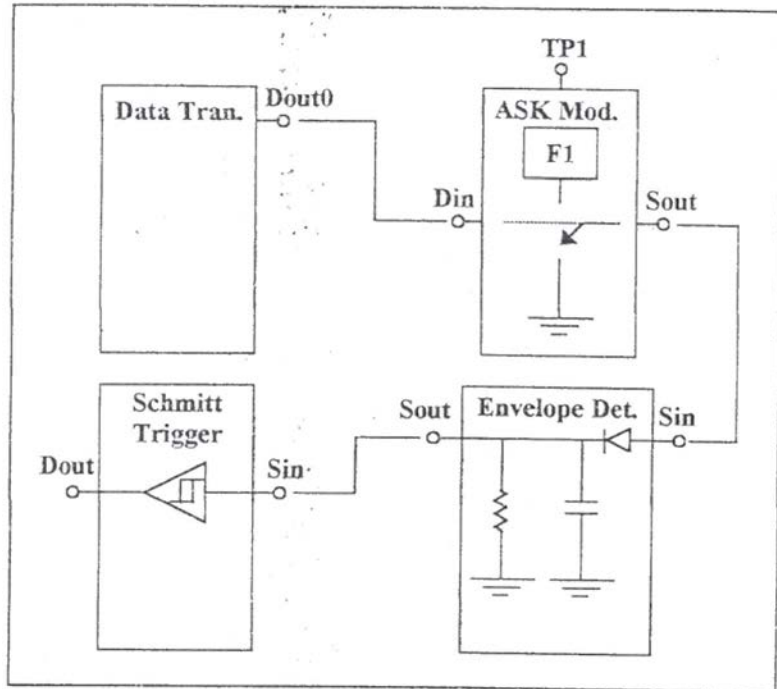 TP1
Data Tran.
Dout0
ASK Mod.
F1
Din
Sout
Schmitt
Trigger
Sout
Envelope Det.
Sin
Dout
Sin